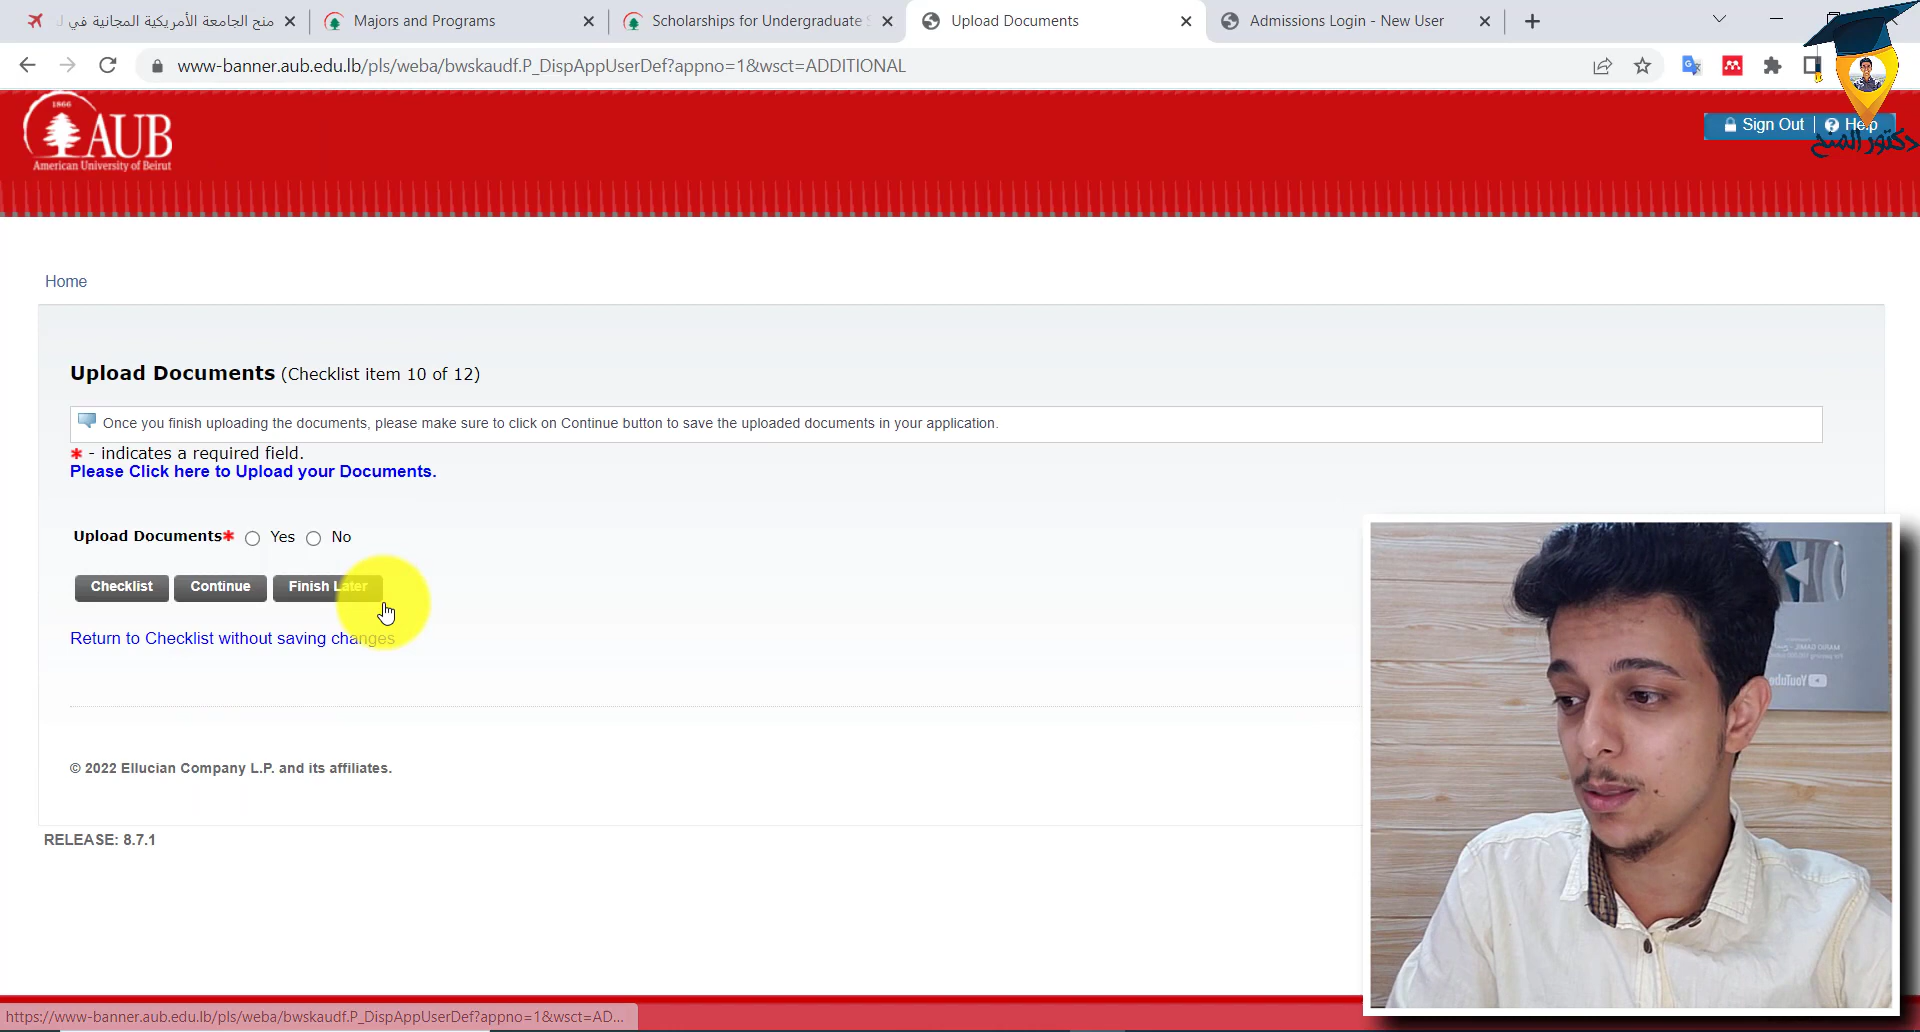 منح الجامعة الأمريكية المجانية في ل
Majors and Programs
Scholarships for Undergraduate S
Upload Documents
Admissions Login - New User
www-banner.aub.edu.lb/pls/weba/bwskaudf.P_DispAppUserDef?appno=1&wsct=ADDITIONAL
1866
AUB
American University of Beirut
Sign Out
Help
دكتور المنح
Home
Upload Documents (Checklist item 10 of 12)
Once you finish uploading the documents, please make sure to click on Continue button to save the uploaded documents in your application.
* - indicates a required field.
Please Click here to Upload your Documents.
Upload Documents* Yes No
Checklist Continue Finish Later
Return to Checklist without saving changes
© 2022 Ellucian Company L.P. and its affiliates.
RELEASE: 8.7.1
MARIO GAMIL
YouTube
https://www-banner.aub.edu.lb/pls/weba/bwskaudf.P_DispAppUserDef?appno=1&wsct=AD...